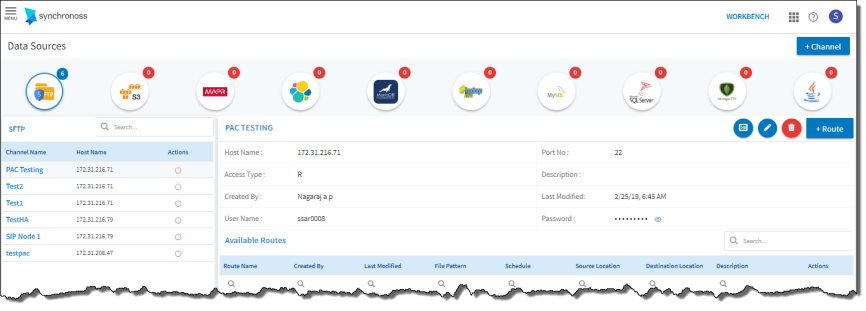 MENU synchronoss WORKBENCH S
Data Sources + Channel
6 0 0 0 0 0 0 0 0 0
SFTP S3 MAPR MariaDB hadoop MySQL SQL Server mongoDB
SFTP Search... PAC TESTING + Route
Channel Name Host Name Actions
PAC Testing 172.31.216.71
Test2 172.31.216.71
Test1 172.31.216.71
TestHA 172.31.216.79
SIP Node 1 172.31.216.79
testpac 172.31.208.47
Host Name : 172.31.216.71 Port No : 22
Access Type : R Description :
Created By : Nagaraj a p Last Modified: 2/25/19, 6:45 AM
User Name : ssar0008 Password : •••••••••
Available Routes Search...
Route Name Created By Last Modified File Pattern Schedule Source Location Destination Location Description Actions